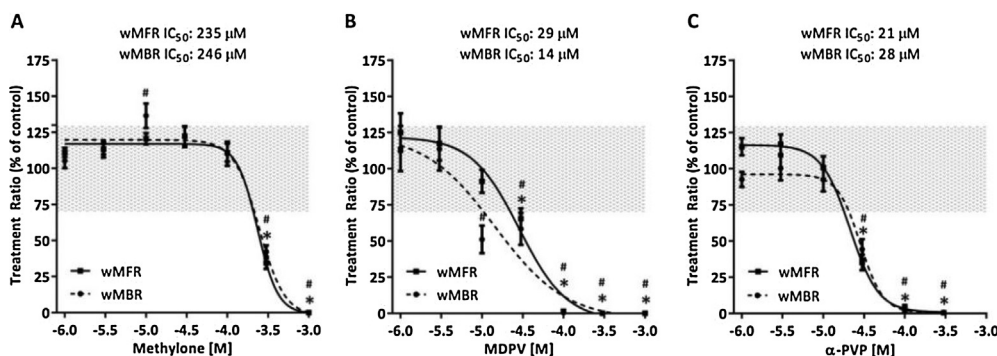 A
wMFR IC50: 235 µM
wMBR IC50: 246 µM
Treatment Ratio (% of control)
175
150
125
100
75
50
25
0
#
#
*
#
*
wMFR
wMBR
-6.0 -5.5 -5.0 -4.5 -4.0 -3.5 -3.0
Methylone [M]
B
wMFR IC50: 29 µM
wMBR IC50: 14 µM
Treatment Ratio (% of control)
175
150
125
100
75
50
25
0
#
*
#
#
*
#
*
#
*
wMFR
wMBR
-6.0 -5.5 -5.0 -4.5 -4.0 -3.5 -3.0
MDPV [M]
C
wMFR IC50: 21 µM
wMBR IC50: 28 µM
Treatment Ratio (% of control)
175
150
125
100
75
50
25
0
#
*
#
*
#
*
wMFR
wMBR
-6.0 -5.5 -5.0 -4.5 -4.0 -3.5 -3.0
α-PVP [M]